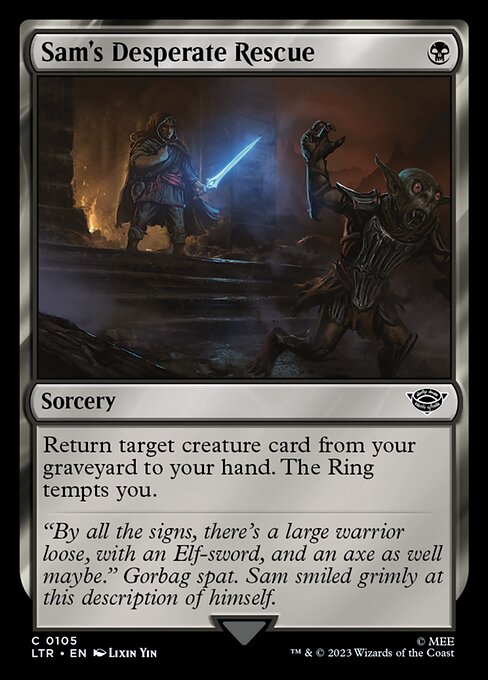 Sam's Desperate Rescue
Sorcery
Return target creature card from your
graveyard to your hand. The Ring
tempts you.
"By all the signs, there's a large warrior
loose, with an Elf-sword, and an axe as well
maybe." Gorbag spat. Sam smiled grimly at
this description of himself.
C 0105
LTR • EN Lixin Yin
© MEE
™ & © 2023 Wizards of the Coast